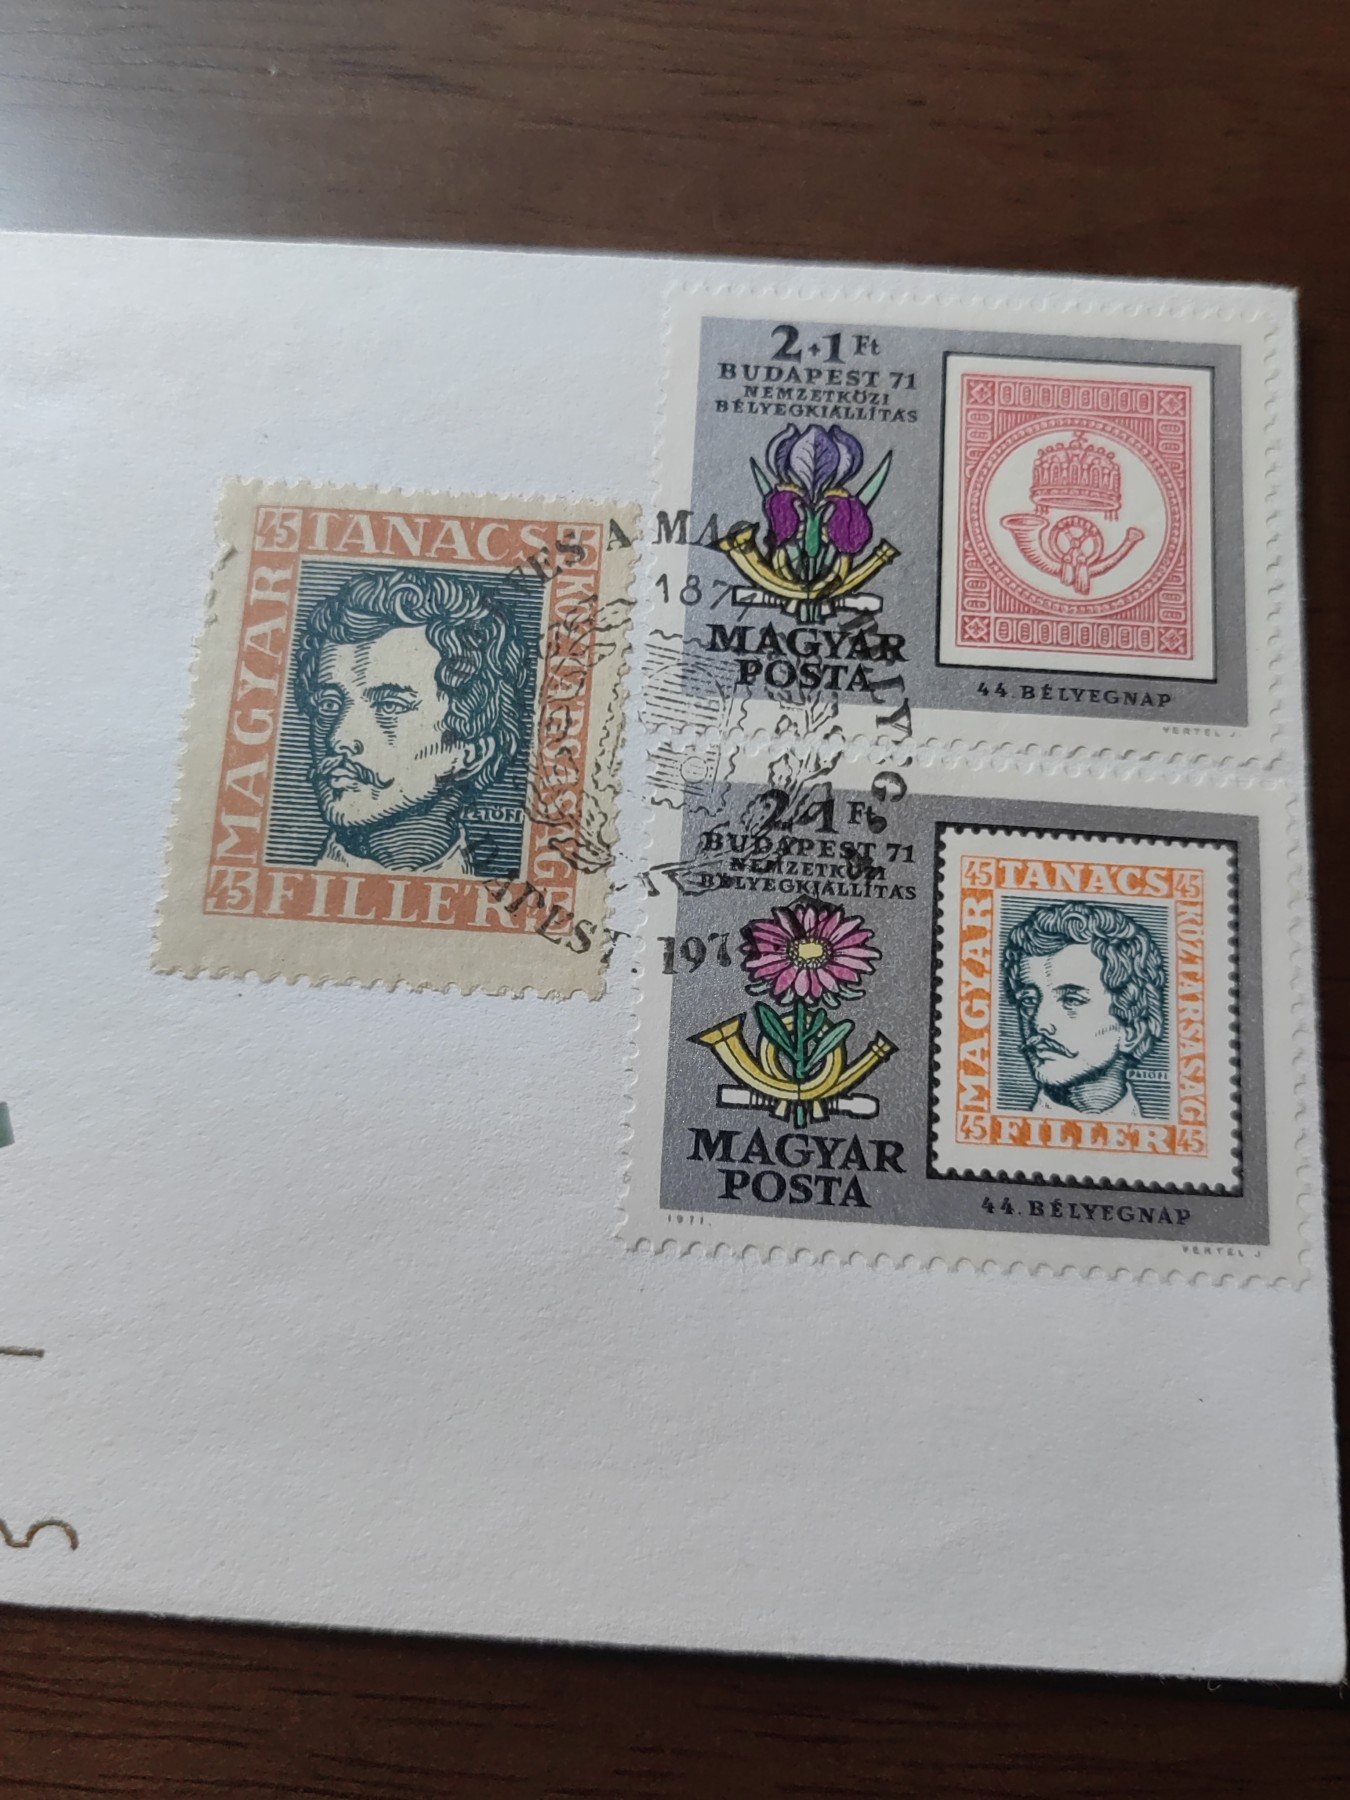 45 TANÁCS 45
MAGYAR
KÖZTÁRSASÁG
PETŐFI
45 FILLÉR 45
2+1 Ft
BUDAPEST 71
NEMZETKÖZI
BÉLYEGKIÁLLÍTÁS
MAGYAR
POSTA
44. BÉLYEGNAP
VERTEL J.
ÉVES A
BUDAPEST
2+1 Ft
BUDAPEST 71
NEMZETKÖZI
BÉLYEGKIÁLLÍTÁS
MAGYAR
POSTA
1971.
45 TANÁCS 45
MAGYAR
KÖZTÁRSASÁG
PETŐFI
45 FILLÉR 45
44. BÉLYEGNAP
VERTEL J.